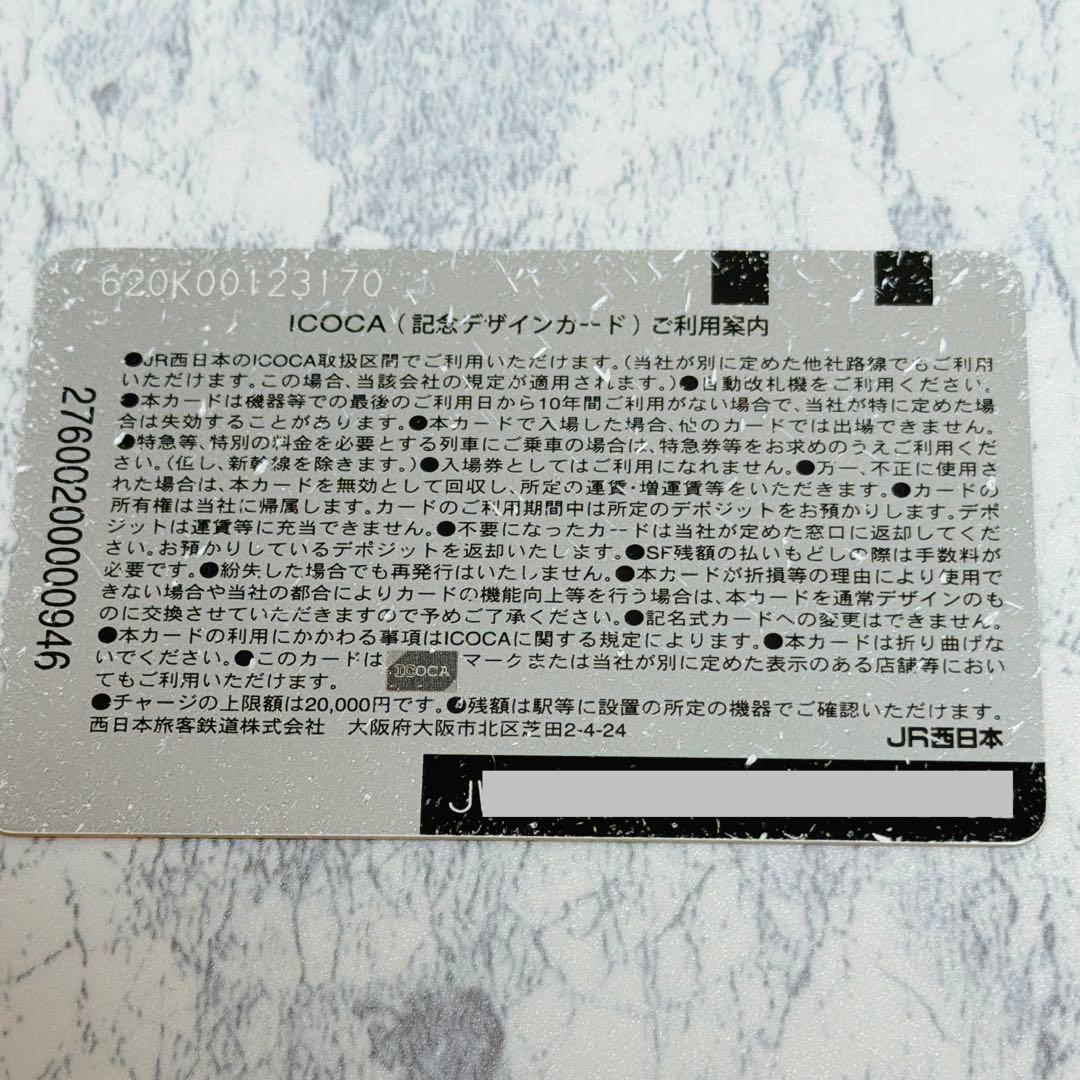 620K00123170
ICOCA（記念デザインカード）ご利用案内
●JR西日本のICOCA取扱区間でご利用いただけます。（当社が別に定めた他社路線でもご利用
いただけます。この場合、当該会社の規定が適用されます。）●自動改札機をご利用ください。
●本カードは機器等での最後のご利用日から10年間ご利用がない場合で、当社が特に定めた場
合は失効することがあります。●本カードで入場した場合、他のカードでは出場できません。
●特急等、特別の料金を必要とする列車にご乗車の場合は、特急券等をお求めのうえご利用くだ
さい。（但し、新幹線を除きます。）●入場券としてはご利用になれません。●万一、不正に使用さ
れた場合は、本カードを無効として回収し、所定の運賃・増運賃等をいただきます。●カードの
所有権は当社に帰属します。カードのご利用期間中は所定のデポジットをお預かりします。デポ
ジットは運賃等に充当できません。●不要になったカードは当社が定めた窓口に返却してくだ
さい。お預かりしているデポジットを返却いたします。●SF残額の払いもどしの際は手数料が
必要です。●紛失した場合でも再発行はいたしません。●本カードが折損等の理由により使用で
きない場合や当社の都合によりカードの機能向上等を行う場合は、本カードを通常デザインのも
のに交換させていただきますので予めご了承ください。●記名式カードへの変更はできません。
●本カードの利用にかかわる事項はICOCAに関する規定によります。●本カードは折り曲げな
いでください。●このカードは ICOCA マークまたは当社が別に定めた表示のある店舗等におい
てもご利用いただけます。
●チャージの上限額は20,000円です。●残額は駅等に設置の所定の機器でご確認いただけます。
西日本旅客鉄道株式会社　大阪府大阪市北区芝田2-4-24
JR西日本
2760020000946